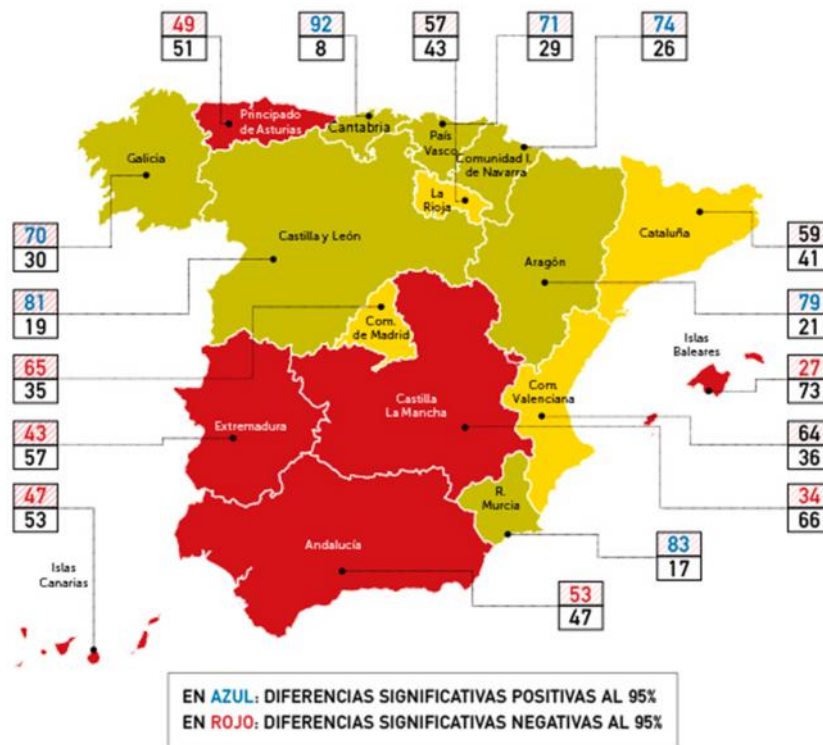 49
51
92
8
57
43
71
29
74
26
Principado
de Asturias
Cantabria
País
Vasco
Comunidad I.
de Navarra
Galicia
La
Rioja
Cataluña
Castilla y León
Aragón
70
30
59
41
81
19
79
21
Com.
de Madrid
Islas
Baleares
65
35
27
73
Castilla
La Mancha
Com.
Valenciana
Extremadura
43
57
64
36
47
53
34
66
R.
Murcia
Andalucía
83
17
Islas
Canarias
53
47
EN AZUL: DIFERENCIAS SIGNIFICATIVAS POSITIVAS AL 95%
EN ROJO: DIFERENCIAS SIGNIFICATIVAS NEGATIVAS AL 95%